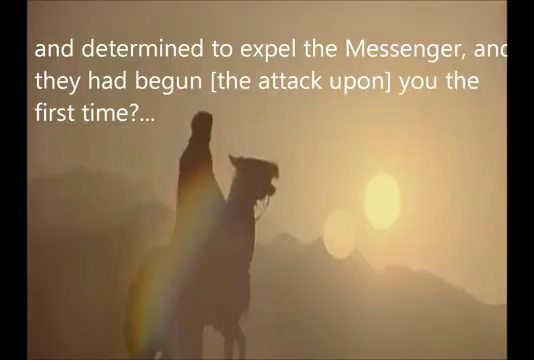 and determined to expel the Messenger, and
they had begun [the attack upon] you the
first time?...